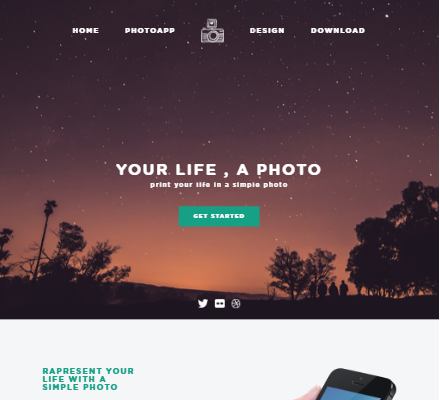 HOME PHOTOAPP DESIGN DOWNLOAD
YOUR LIFE , A PHOTO
print your life in a simple photo
GET STARTED
RAPRESENT YOUR
LIFE WITH A
SIMPLE PHOTO